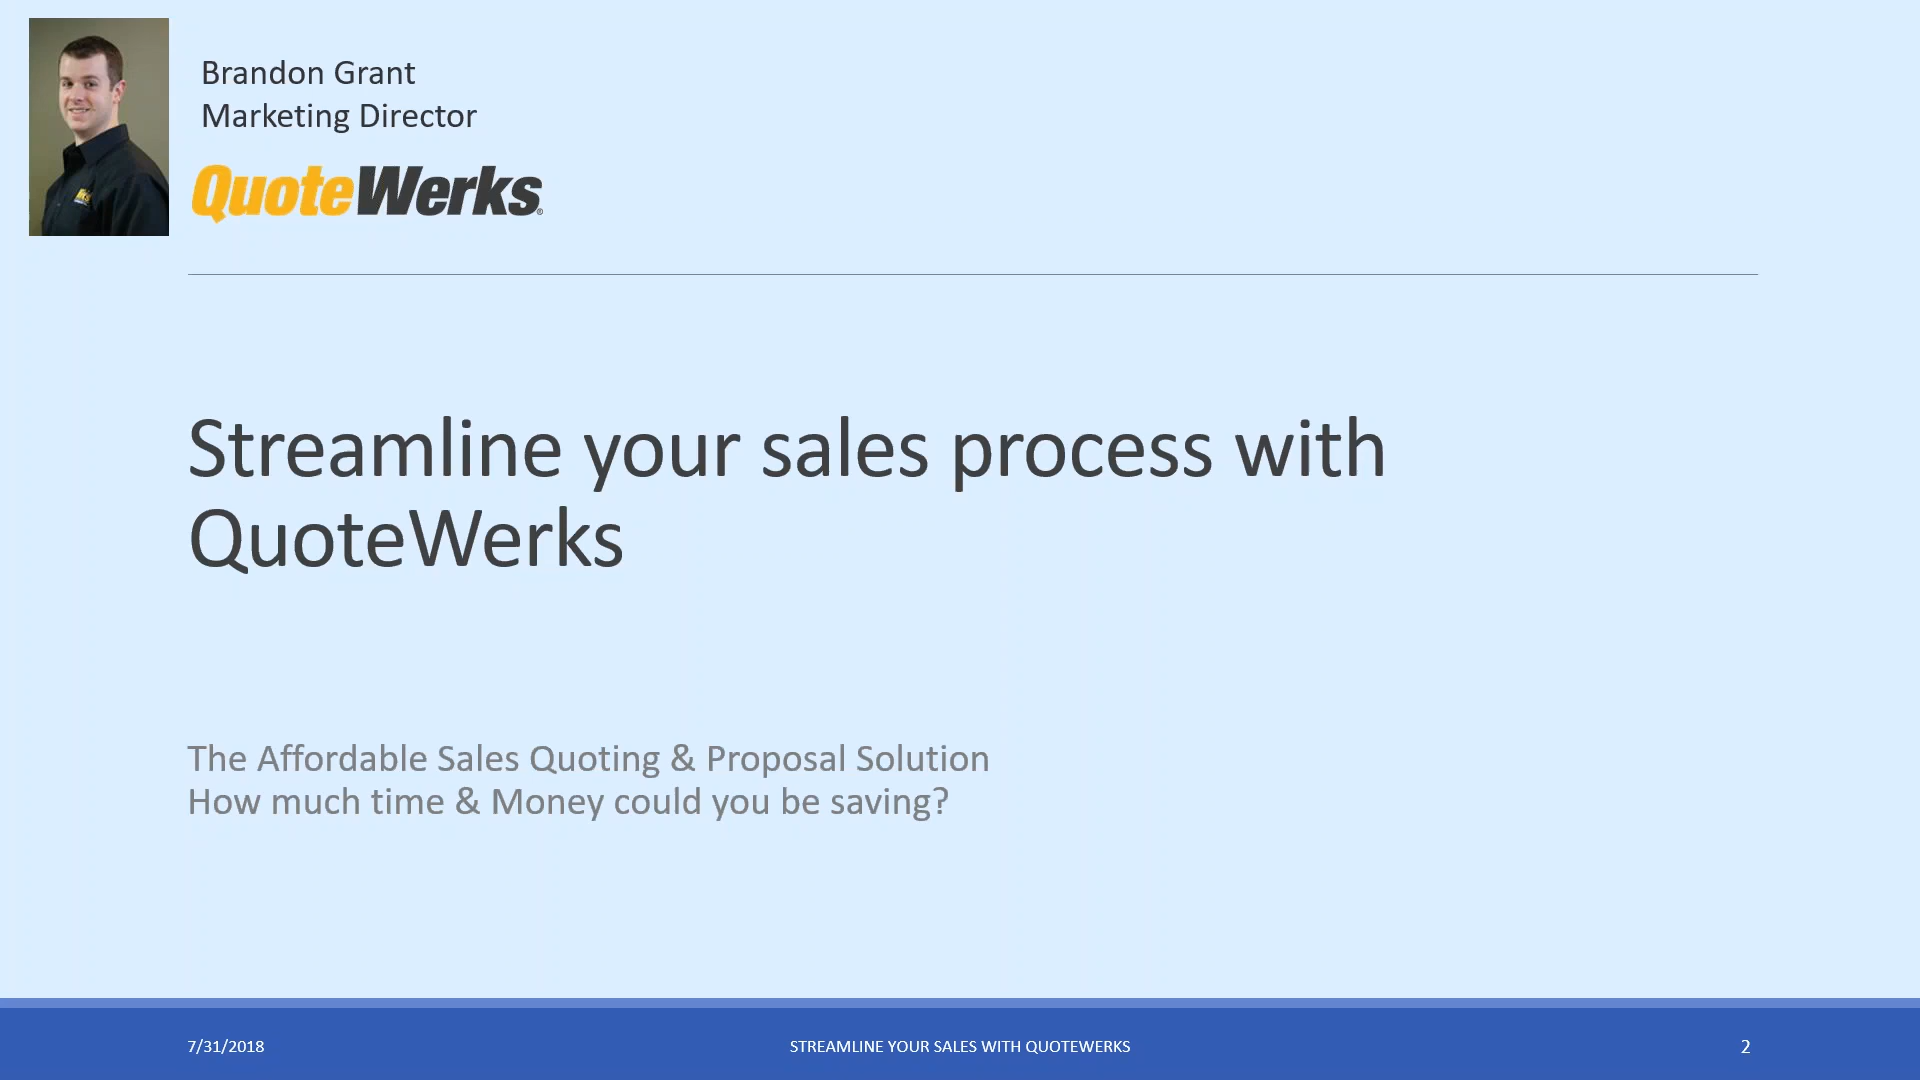 Brandon Grant
Marketing Director
QuoteWerks®
Streamline your sales process with
QuoteWerks
The Affordable Sales Quoting & Proposal Solution
How much time & Money could you be saving?
7/31/2018
STREAMLINE YOUR SALES WITH QUOTEWERKS
2